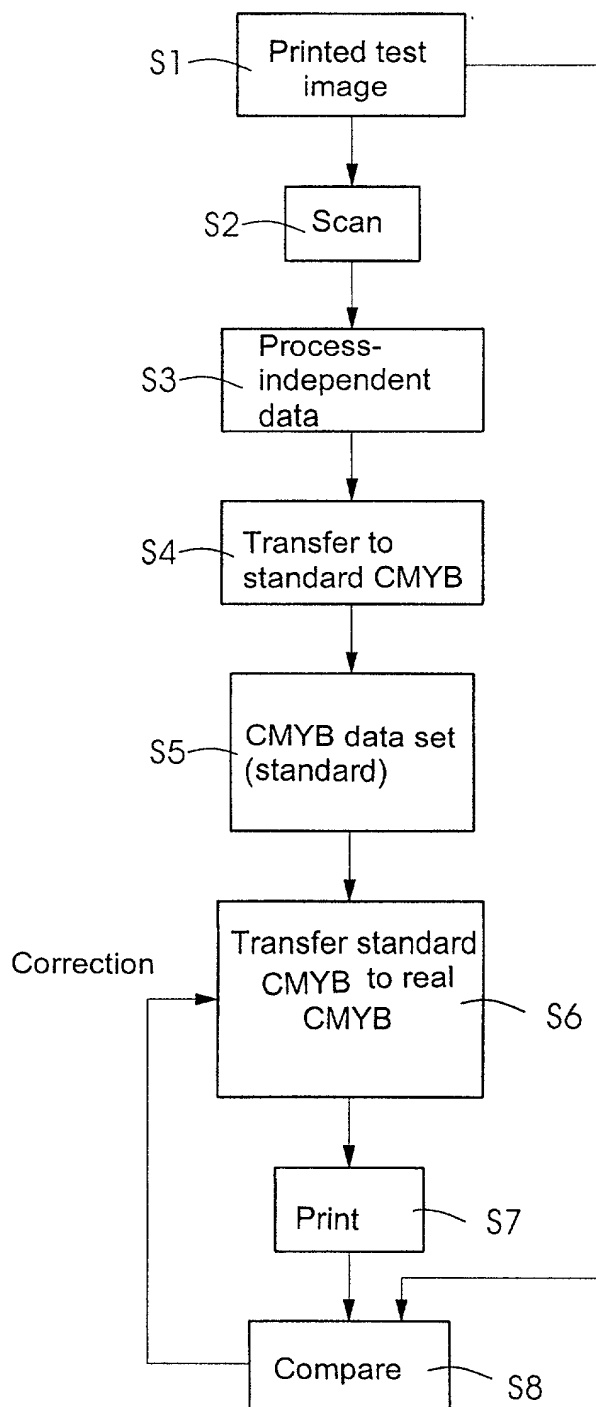 S1
Printed test
image
S2
Scan
S3
Process-
independent
data
S4
Transfer to
standard CMYB
S5
CMYB data set
(standard)
Correction
Transfer standard
CMYB to real
CMYB
S6
Print
S7
Compare
S8